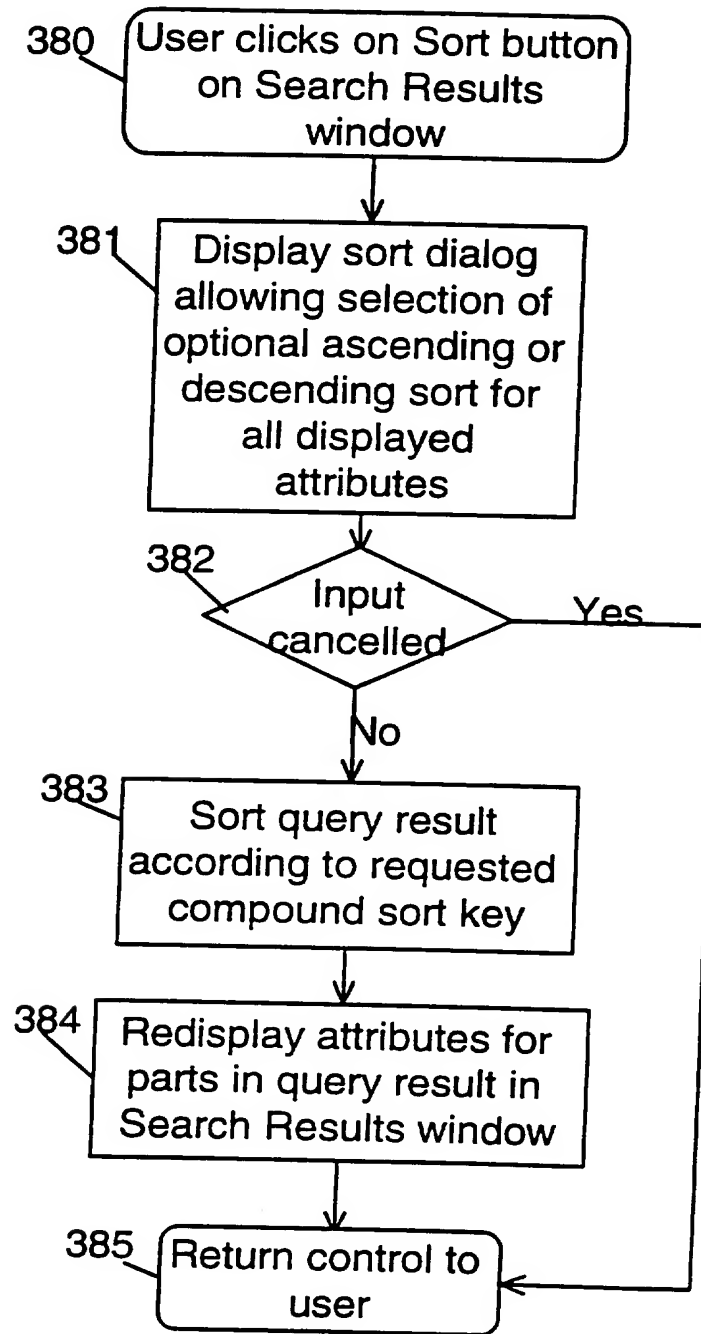 380
User clicks on Sort button
on Search Results
window
381
Display sort dialog
allowing selection of
optional ascending or
descending sort for
all displayed
attributes
382
Input
cancelled
Yes
No
383
Sort query result
according to requested
compound sort key
384
Redisplay attributes for
parts in query result in
Search Results window
385
Return control to
user